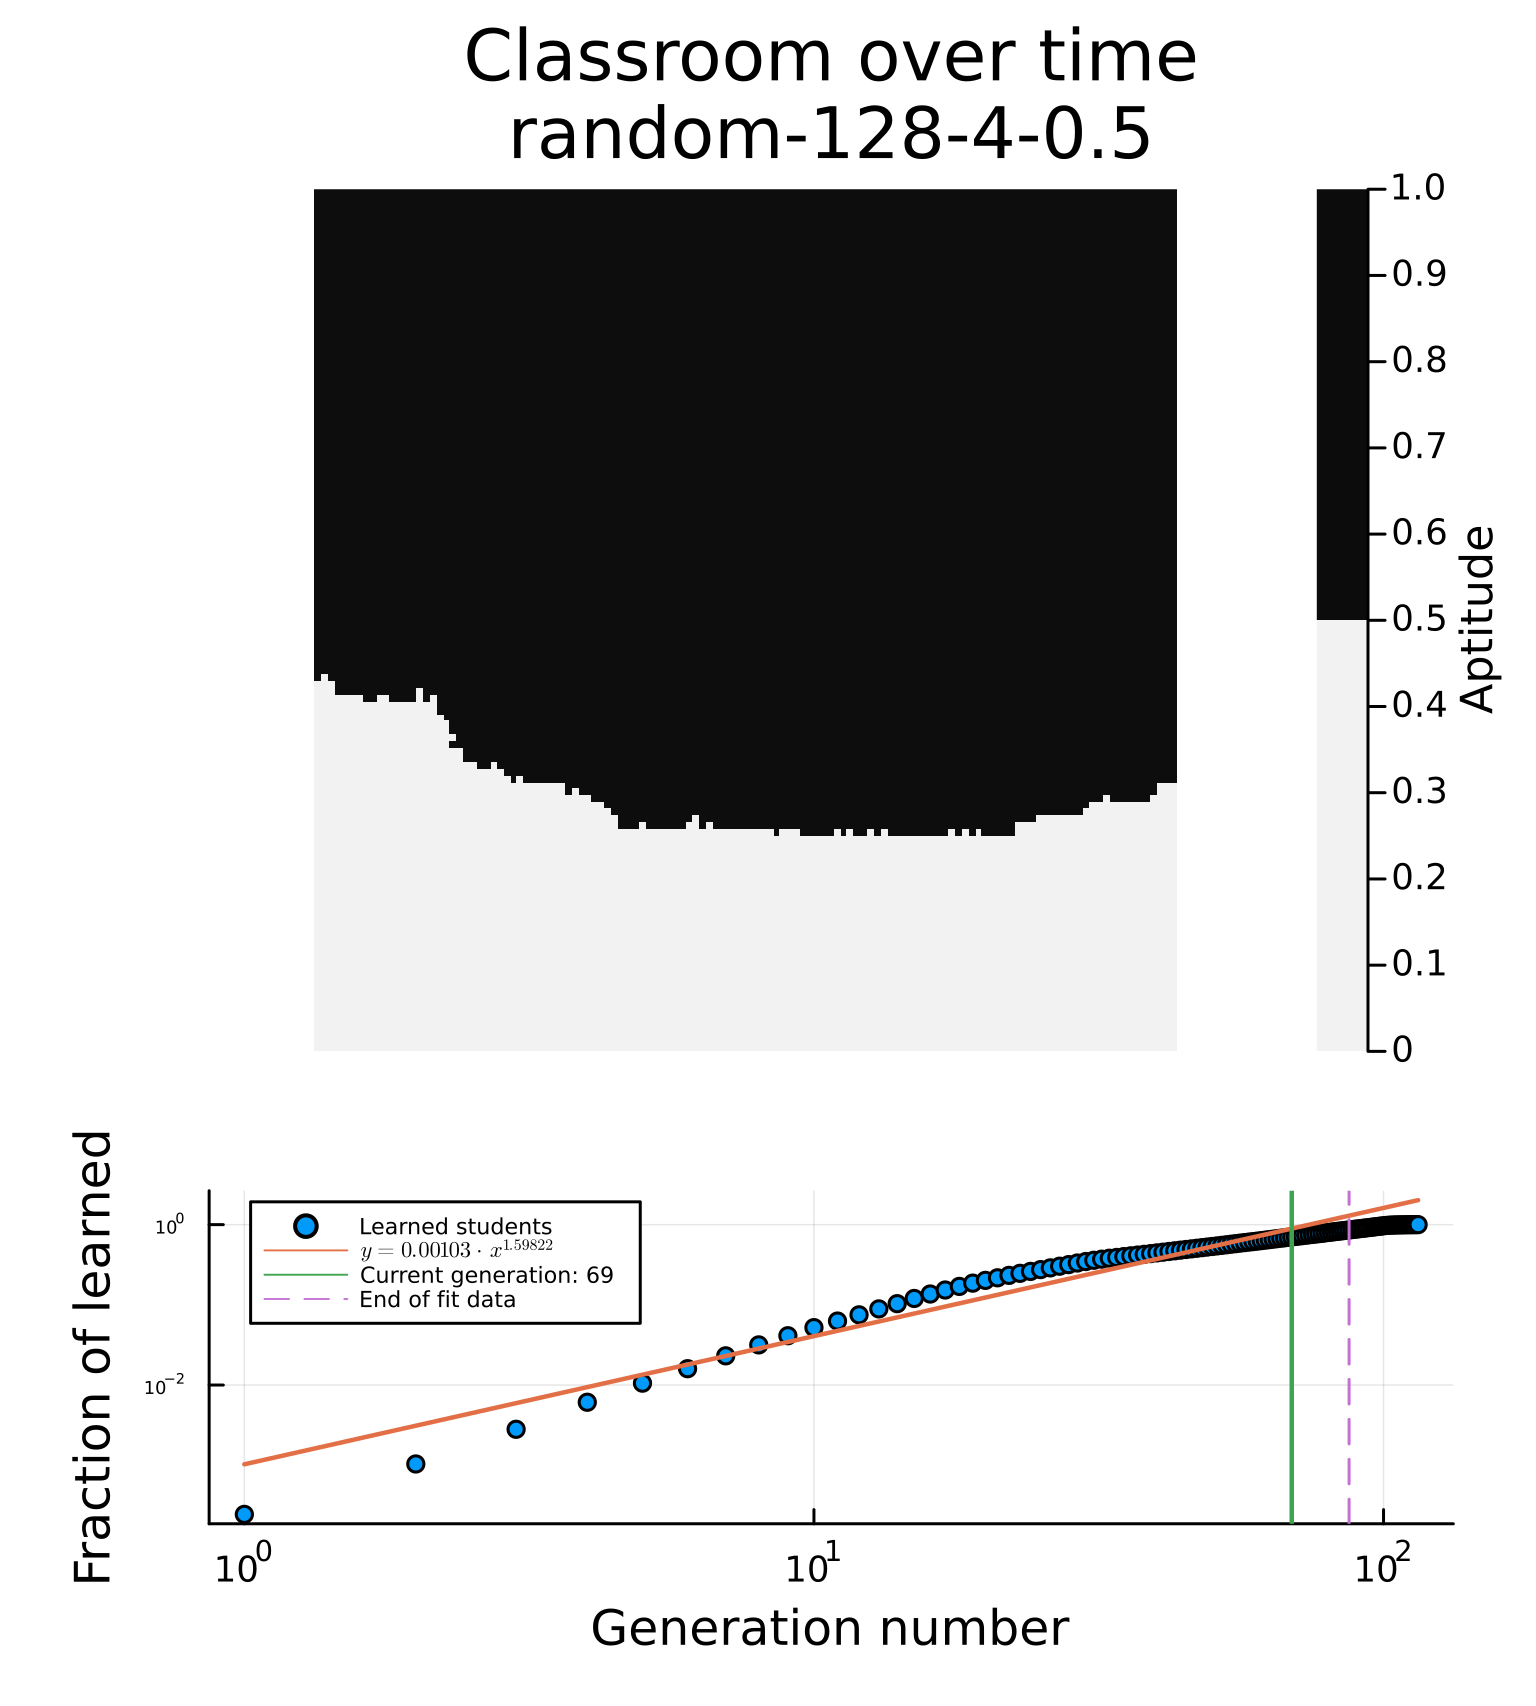 Classroom over time
random-128-4-0.5
1.0
0.9
0.8
0.7
0.6
0.5
0.4
0.3
0.2
0.1
0
Aptitude
Fraction of learned
10⁰
10⁻²
Learned students
y = 0.00103 · x^1.59822
Current generation: 69
End of fit data
10⁰ 10¹ 10²
Generation number